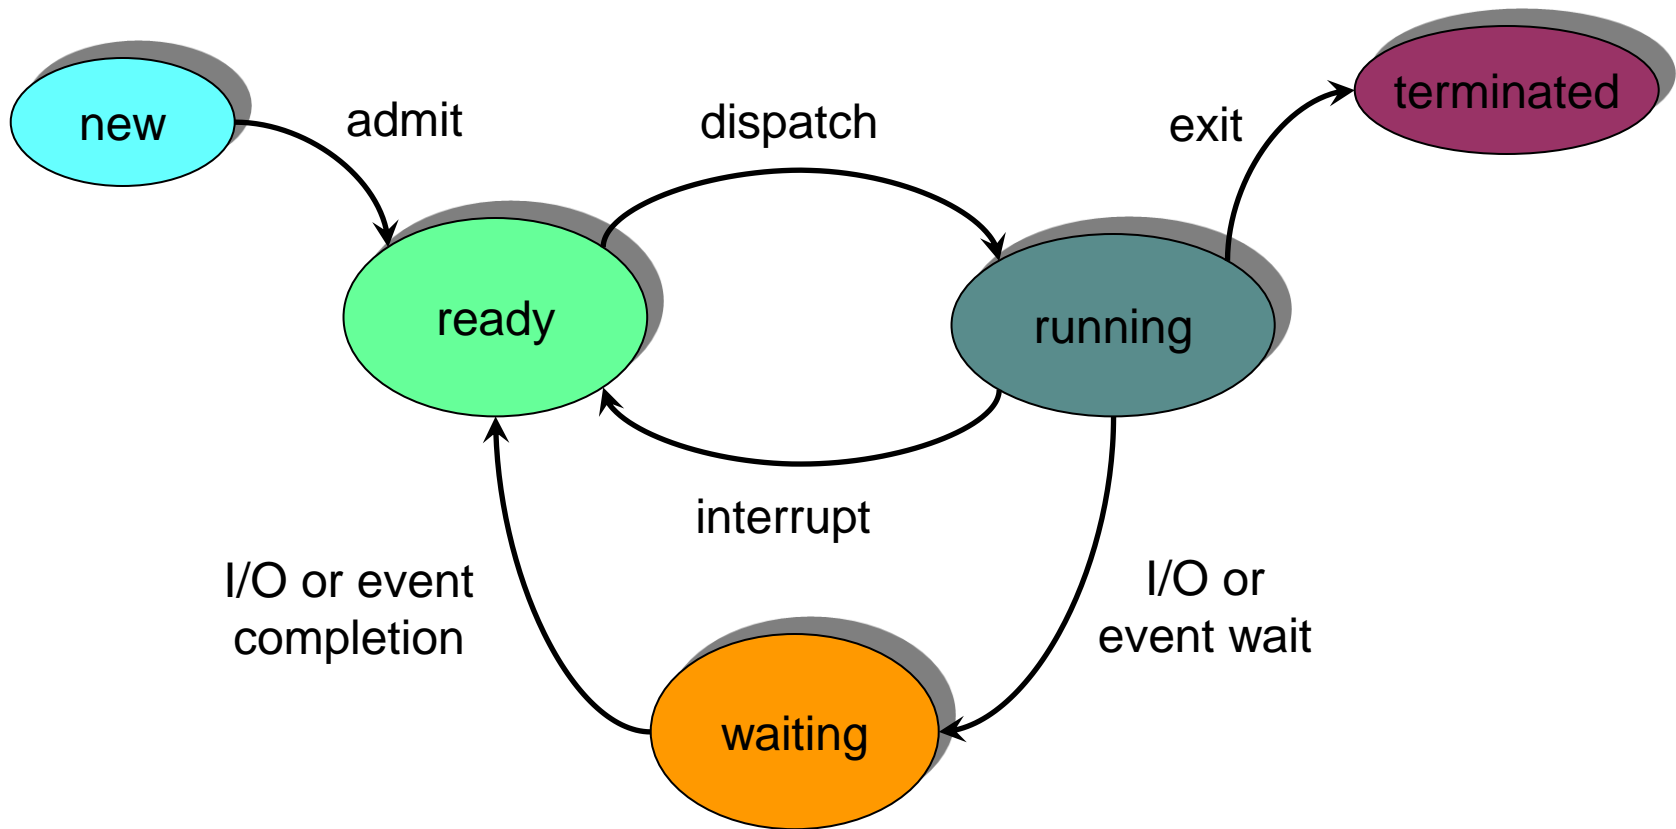 new
admit
dispatch
exit
terminated
ready
running
interrupt
I/O or event
completion
I/O or
event wait
waiting